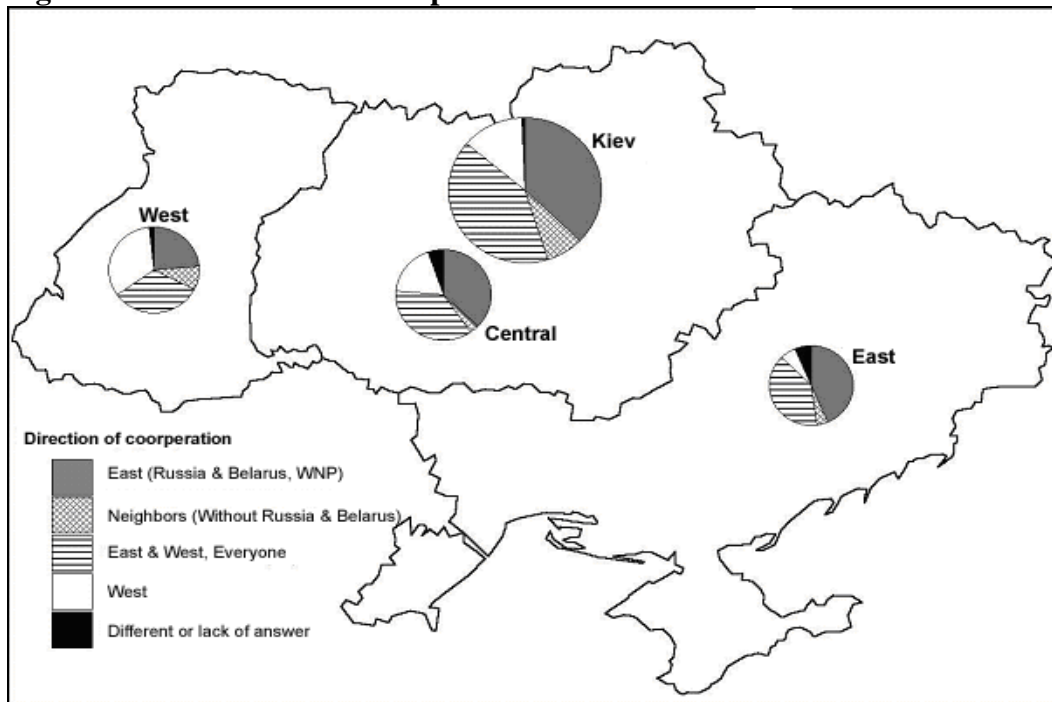 Kiev
West
Central
East
Direction of coorperation
East (Russia & Belarus, WNP)
Neighbors (Without Russia & Belarus)
East & West, Everyone
West
Different or lack of answer